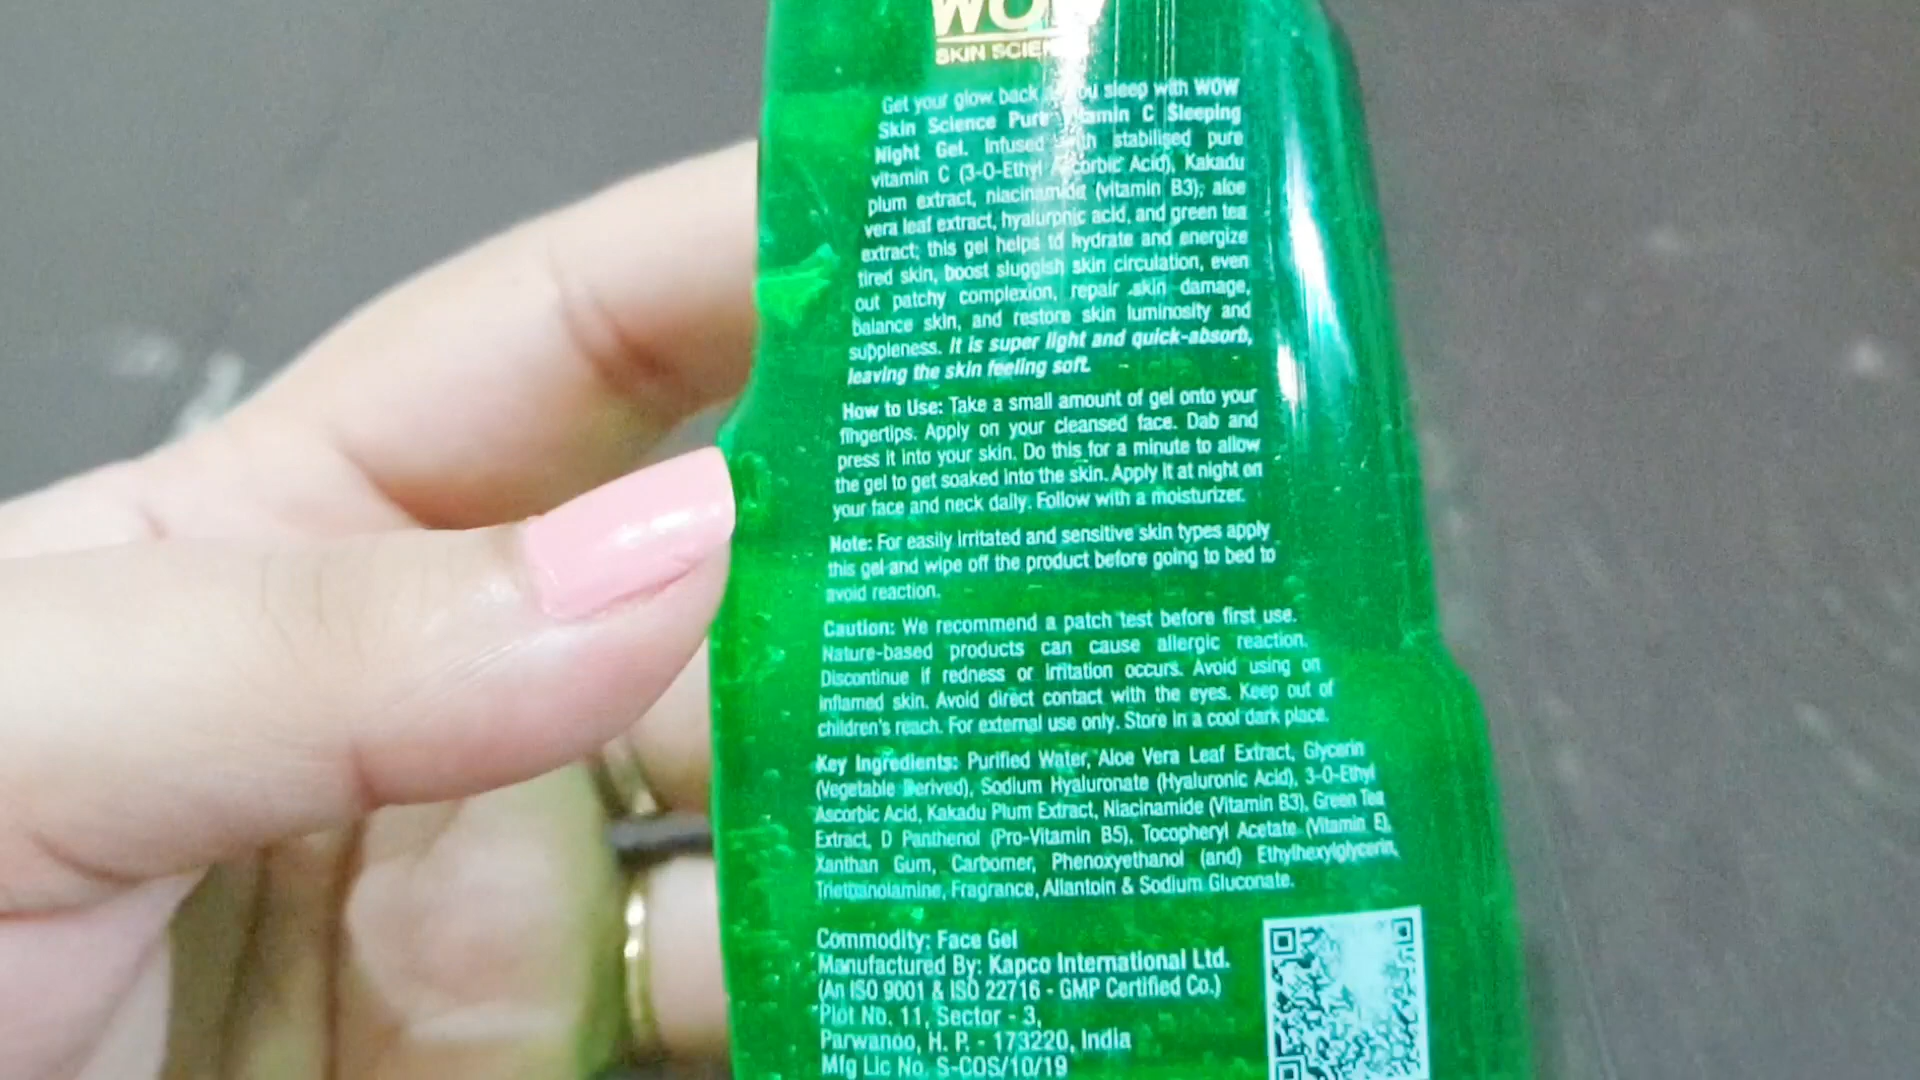 WOW
SKIN SCIENCE
Get your glow back you sleep with WOW
Skin Science Pure Vitamin C Sleeping
Night Gel. Infused with stabilised pure
vitamin C (3-O-Ethyl Ascorbic Acid), Kakadu
plum extract, niacinamide (vitamin B3), aloe
vera leaf extract, hyaluronic acid, and green tea
extract; this gel helps to hydrate and energize
tired skin, boost sluggish skin circulation, even
out patchy complexion, repair skin damage,
balance skin, and restore skin luminosity and
suppleness. It is super light and quick-absorb,
leaving the skin feeling soft.
How to Use: Take a small amount of gel onto your
fingertips. Apply on your cleansed face. Dab and
press it into your skin. Do this for a minute to allow
the gel to get soaked into the skin. Apply it at night on
your face and neck daily. Follow with a moisturizer.
Note: For easily irritated and sensitive skin types apply
this gel and wipe off the product before going to bed to
avoid reaction.
Caution: We recommend a patch test before first use.
Nature-based products can cause allergic reaction.
Discontinue if redness or irritation occurs. Avoid using on
inflamed skin. Avoid direct contact with the eyes. Keep out of
children's reach. For external use only. Store in a cool dark place.
Key Ingredients: Purified Water, Aloe Vera Leaf Extract, Glycerin
(Vegetable Derived), Sodium Hyaluronate (Hyaluronic Acid), 3-O-Ethyl
Ascorbic Acid, Kakadu Plum Extract, Niacinamide (Vitamin B3), Green Tea
Extract, D Panthenol (Pro-Vitamin B5), Tocopheryl Acetate (Vitamin E),
Xanthan Gum, Carbomer, Phenoxyethanol (and) Ethylhexylglycerin,
Triethanolamine, Fragrance, Allantoin & Sodium Gluconate.
Commodity: Face Gel
Manufactured By: Kapco International Ltd.
(An ISO 9001 & ISO 22716 - GMP Certified Co.)
Plot No. 11, Sector - 3,
Parwanoo, H. P. - 173220, India
Mfg Lic No. S-COS/10/19